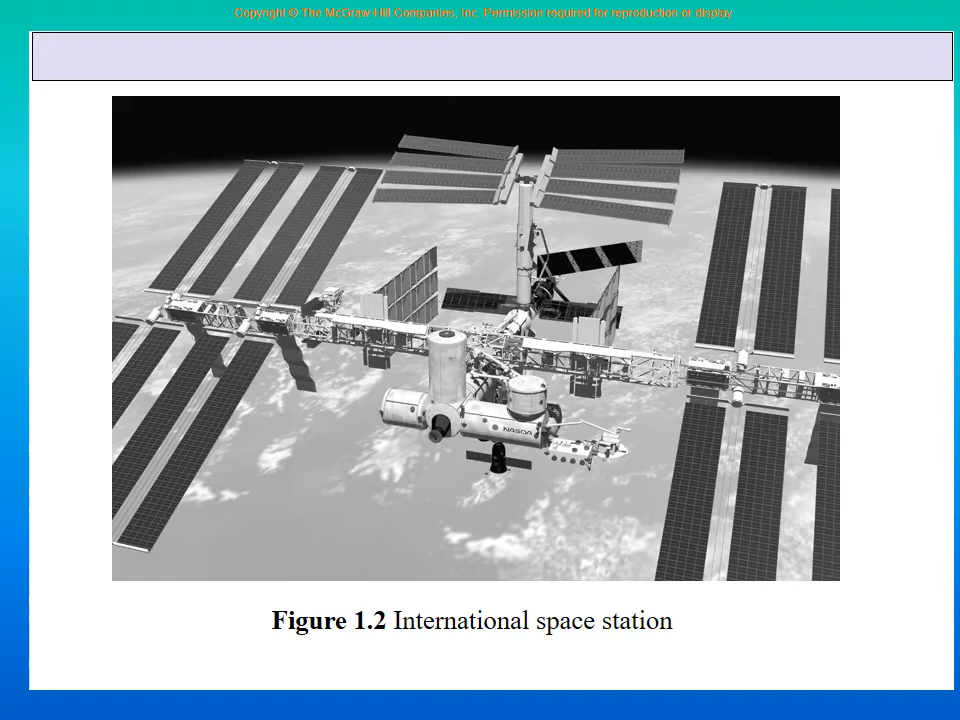 Copyright © The McGraw-Hill Companies, Inc. Permission required for reproduction or display
NASDA
Figure 1.2 International space station